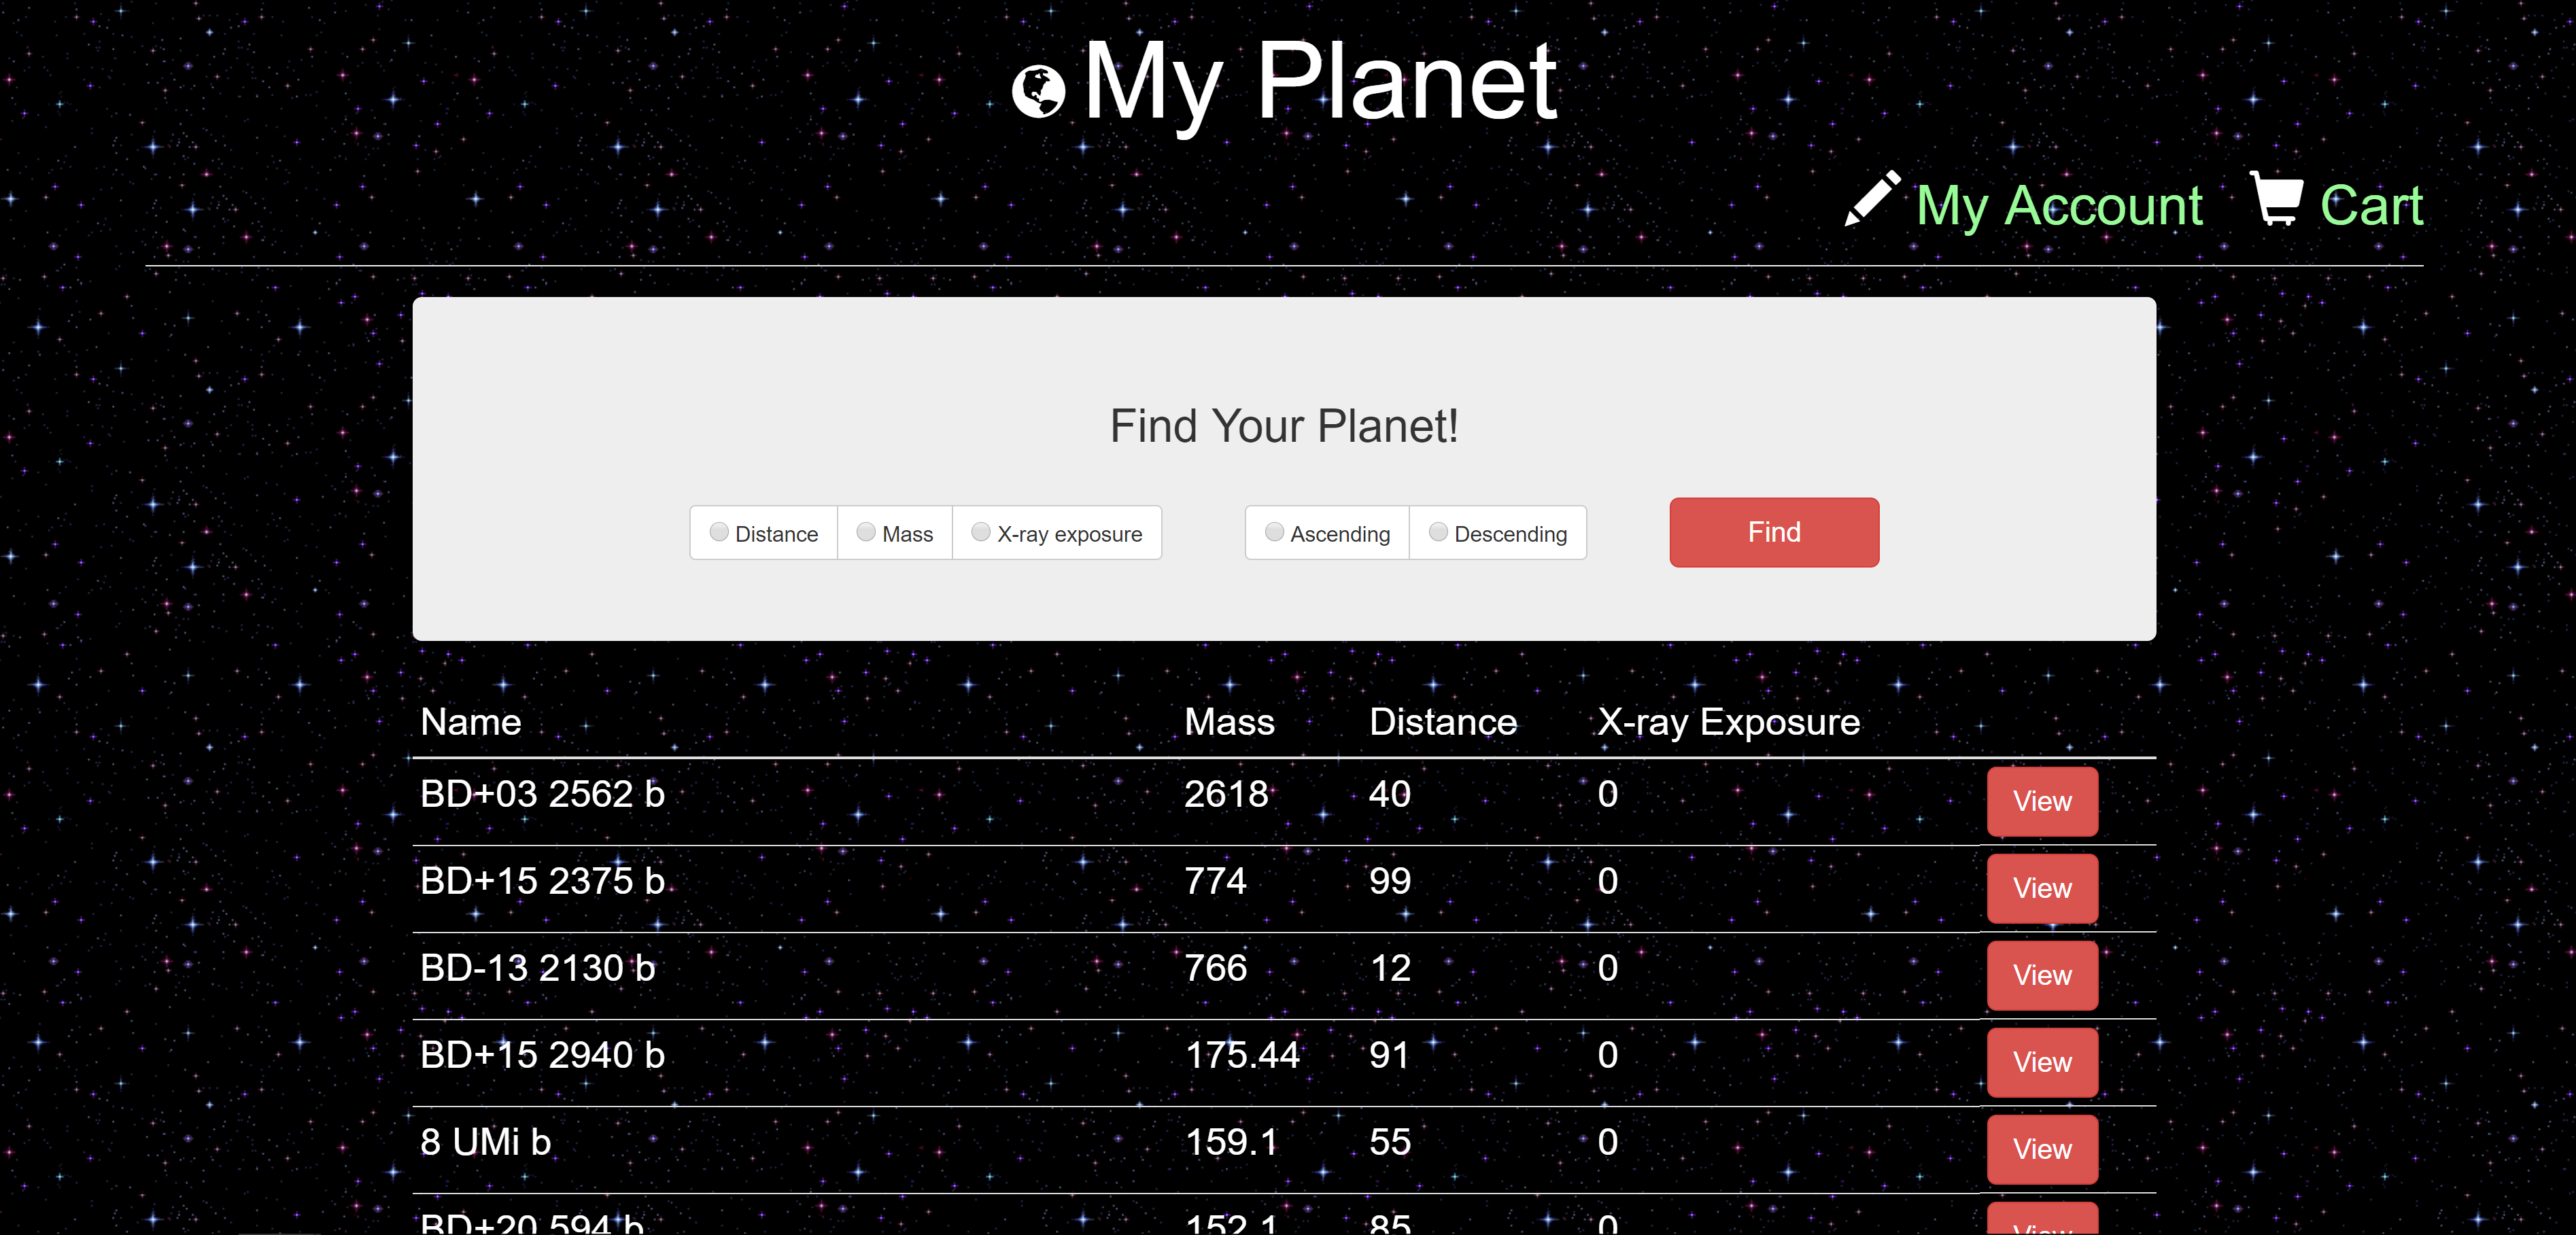 My Planet
My Account Cart
Find Your Planet!
Distance Mass X-ray exposure Ascending Descending Find
Name Mass Distance X-ray Exposure
BD+03 2562 b 2618 40 0 View
BD+15 2375 b 774 99 0 View
BD-13 2130 b 766 12 0 View
BD+15 2940 b 175.44 91 0 View
8 UMi b 159.1 55 0 View
BD+20 594 b 152.1 85 0 View